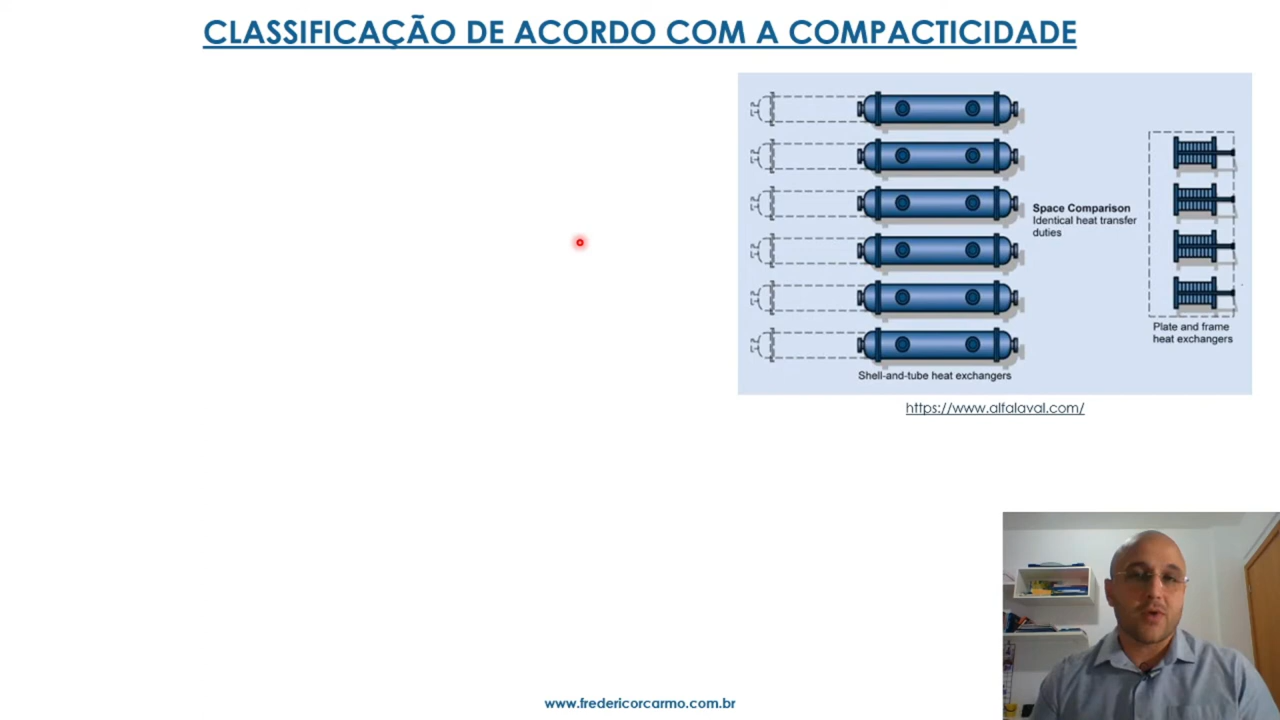 CLASSIFICAÇÃO DE ACORDO COM A COMPACTICIDADE
Space Comparison
Identical heat transfer
duties
Plate and frame
heat exchangers
Shell-and-tube heat exchangers
https://www.alfalaval.com/
www.fredericorcarmo.com.br